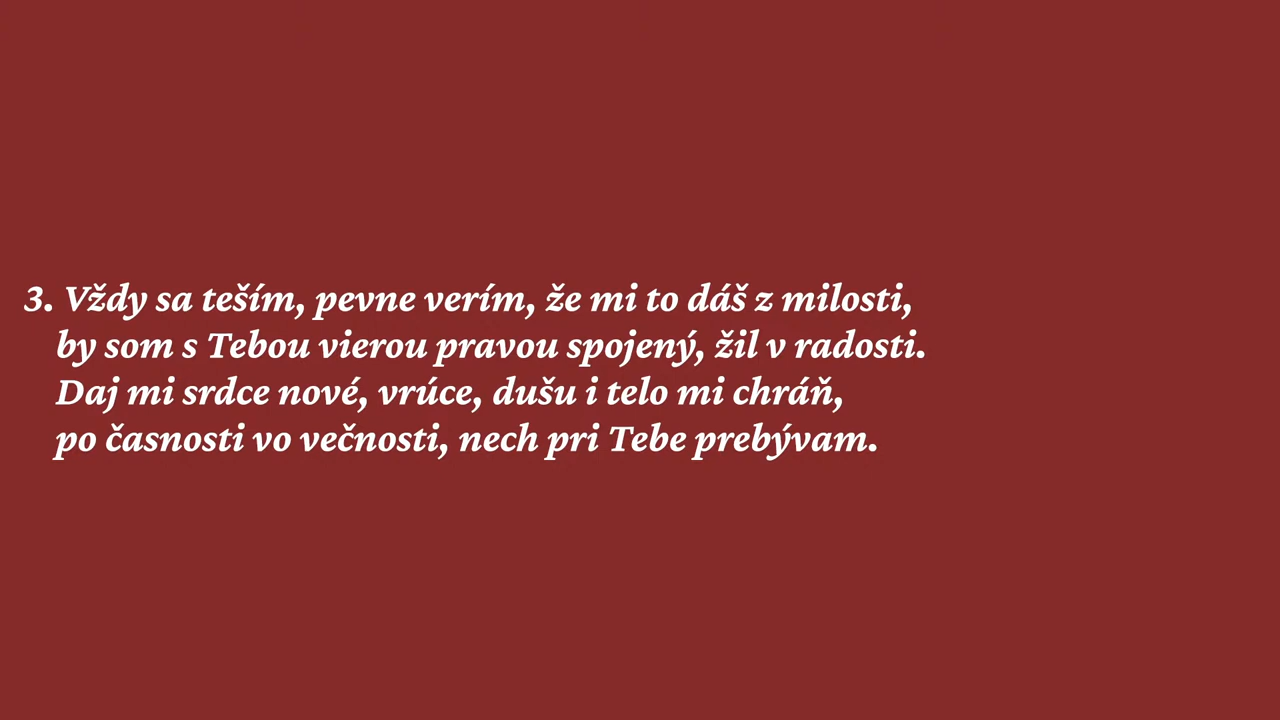 3. Vždy sa teším, pevne verím, že mi to dáš z milosti,
by som s Tebou vierou pravou spojený, žil v radosti.
Daj mi srdce nové, vrúce, dušu i telo mi chráň,
po časnosti vo večnosti, nech pri Tebe prebývam.